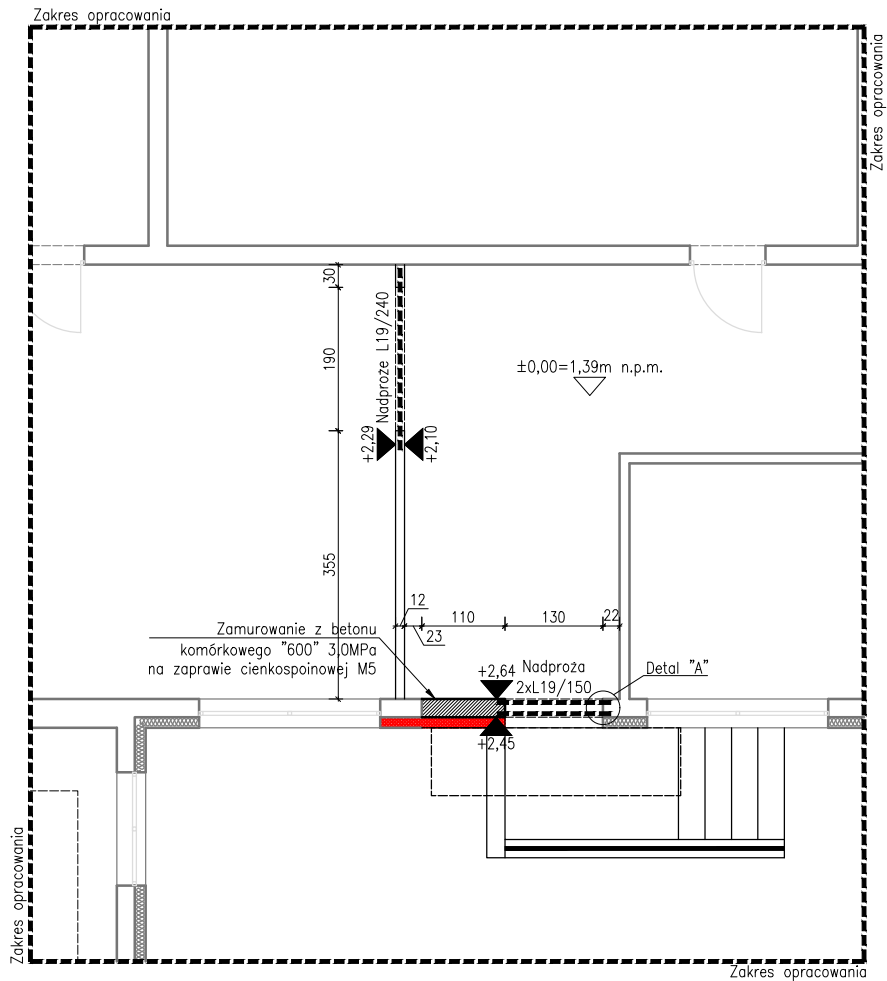 Zakres opracowania
Zakres opracowania
30
Nadproże L19/240
190
±0,00=1,39m n.p.m.
+2,29
+2,10
355
12
110
130
22
23
Zamurowanie z betonu
komórkowego "600" 3,0MPa
na zaprawie cienkospoinowej M5
+2,64
Nadproża
2xL19/150
Detal "A"
+2,45
Zakres opracowania
Zakres opracowania